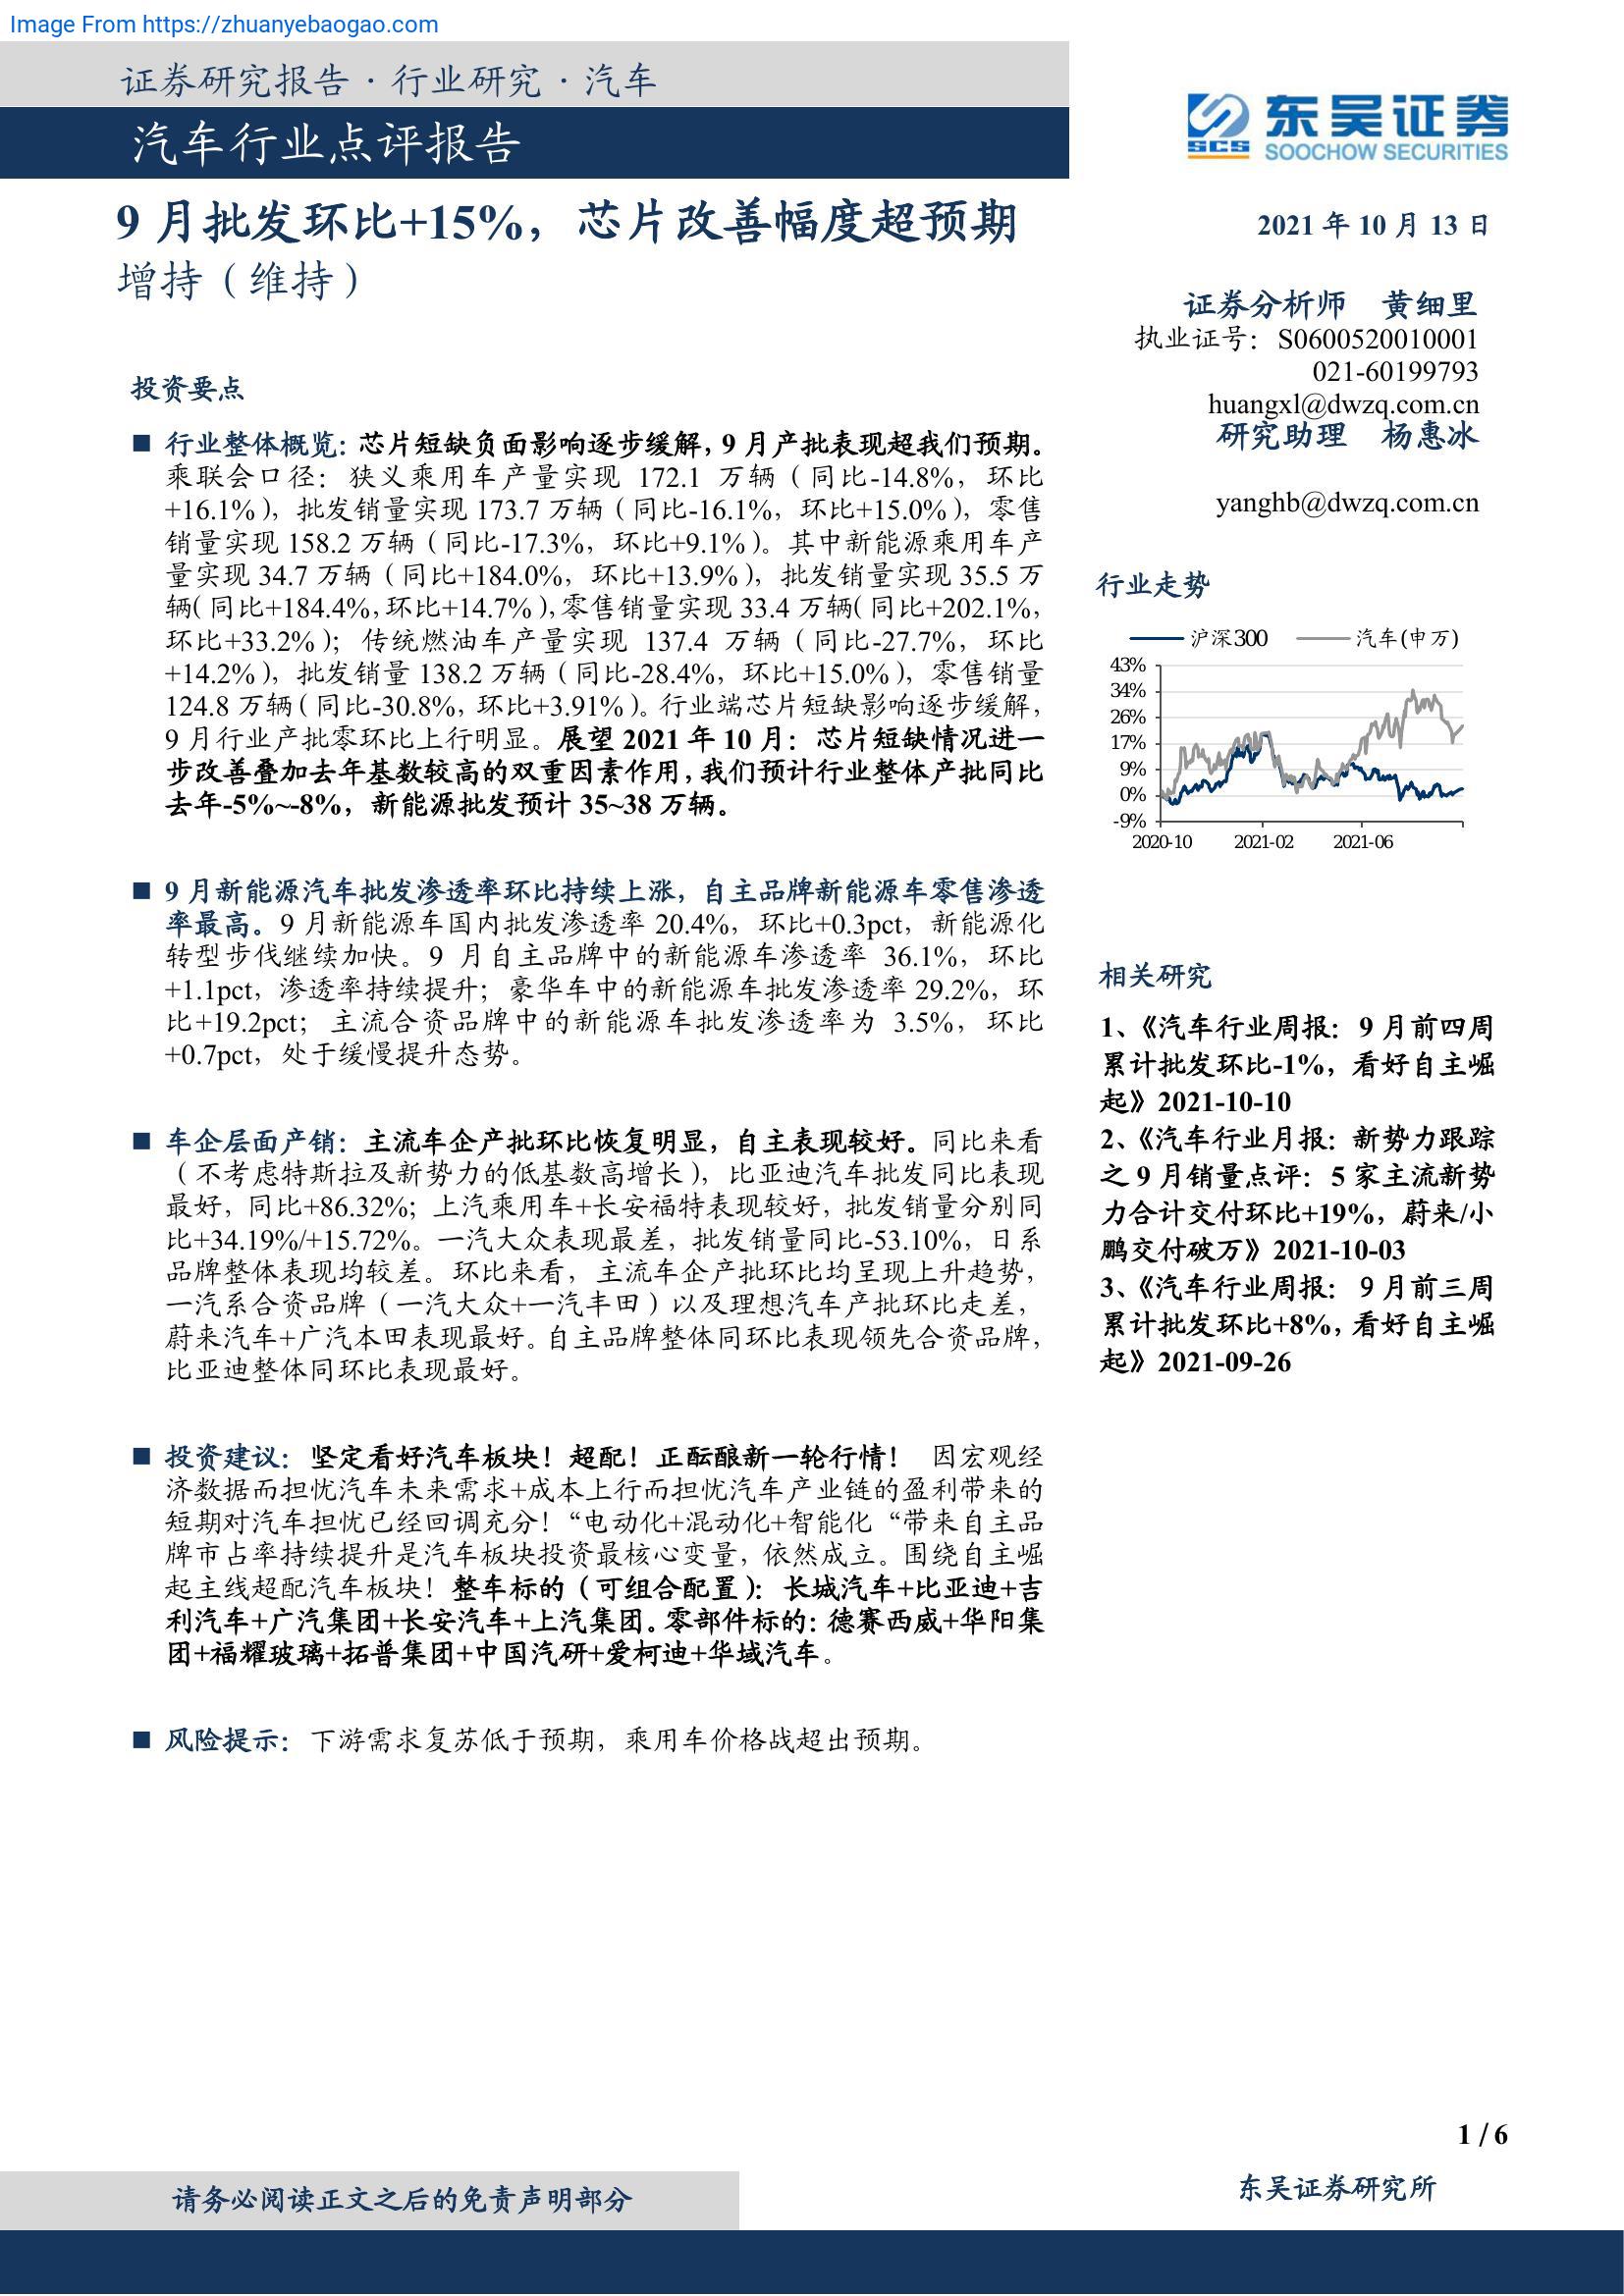 Image From https://zhuanyebaogao.com
证券研究报告·行业研究·汽车
汽车行业点评报告
东吴证券
SCS
SOOCHOW SECURITIES
9 月批发环比+15%，芯片改善幅度超预期
增持（维持）
2021 年 10 月 13 日
证券分析师 黄细里
执业证号：S0600520010001
021-60199793
huangxl@dwzq.com.cn
研究助理 杨惠冰
yanghb@dwzq.com.cn
投资要点
■ 行业整体概览：芯片短缺负面影响逐步缓解，9 月产批表现超我们预期。
乘联会口径：狭义乘用车产量实现 172.1 万辆（同比-14.8%，环比
+16.1%），批发销量实现 173.7 万辆（同比-16.1%，环比+15.0%），零售
销量实现 158.2 万辆（同比-17.3%，环比+9.1%）。其中新能源乘用车产
量实现 34.7 万辆（同比+184.0%，环比+13.9%），批发销量实现 35.5 万
辆（同比+184.4%，环比+14.7%），零售销量实现 33.4 万辆（同比+202.1%，
环比+33.2%）；传统燃油车产量实现 137.4 万辆（同比-27.7%，环比
+14.2%），批发销量 138.2 万辆（同比-28.4%，环比+15.0%），零售销量
124.8 万辆（同比-30.8%，环比+3.91%）。行业端芯片短缺影响逐步缓解，
9 月行业产批零环比上行明显。展望 2021 年 10 月：芯片短缺情况进一
步改善叠加去年基数较高的双重因素作用，我们预计行业整体产批同比
去年-5%~-8%，新能源批发预计 35~38 万辆。
■ 9 月新能源汽车批发渗透率环比持续上涨，自主品牌新能源车零售渗透
率最高。9 月新能源车国内批发渗透率 20.4%，环比+0.3pct，新能源化
转型步伐继续加快。9 月自主品牌中的新能源车渗透率 36.1%，环比
+1.1pct，渗透率持续提升；豪华车中的新能源车批发渗透率 29.2%，环
比+19.2pct；主流合资品牌中的新能源车批发渗透率为 3.5%，环比
+0.7pct，处于缓慢提升态势。
■ 车企层面产销：主流车企产批环比恢复明显，自主表现较好。同比来看
（不考虑特斯拉及新势力的低基数高增长），比亚迪汽车批发同比表现
最好，同比+86.32%；上汽乘用车+长安福特表现较好，批发销量分别同
比+34.19%/+15.72%。一汽大众表现最差，批发销量同比-53.10%，日系
品牌整体表现均较差。环比来看，主流车企产批环比均呈现上升趋势，
一汽系合资品牌（一汽大众+一汽丰田）以及理想汽车产批环比走差，
蔚来汽车+广汽本田表现最好。自主品牌整体同环比表现领先合资品牌，
比亚迪整体同环比表现最好。
■ 投资建议：坚定看好汽车板块！超配！正酝酿新一轮行情！ 因宏观经
济数据而担忧汽车未来需求+成本上行而担忧汽车产业链的盈利带来的
短期对汽车担忧已经回调充分！“电动化+混动化+智能化“带来自主品
牌市占率持续提升是汽车板块投资最核心变量，依然成立。围绕自主崛
起主线超配汽车板块！整车标的（可组合配置）：长城汽车+比亚迪+吉
利汽车+广汽集团+长安汽车+上汽集团。零部件标的：德赛西威+华阳集
团+福耀玻璃+拓普集团+中国汽研+爱柯迪+华域汽车。
■ 风险提示：下游需求复苏低于预期，乘用车价格战超出预期。
行业走势
沪深300 汽车(申万)
43%
34%
26%
17%
9%
0%
-9%
2020-10 2021-02 2021-06
相关研究
1、《汽车行业周报：9 月前四周
累计批发环比-1%，看好自主崛
起》2021-10-10
2、《汽车行业月报：新势力跟踪
之 9 月销量点评：5 家主流新势
力合计交付环比+19%，蔚来/小
鹏交付破万》2021-10-03
3、《汽车行业周报：9 月前三周
累计批发环比+8%，看好自主崛
起》2021-09-26
1 / 6
请务必阅读正文之后的免责声明部分
东吴证券研究所